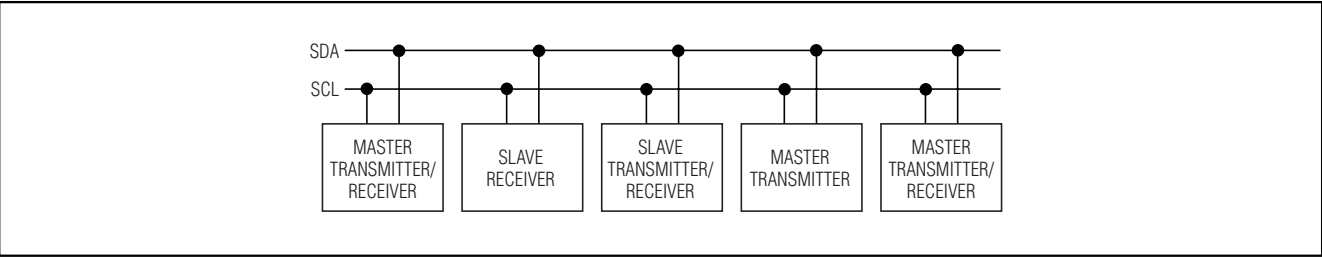 SDA
SCL
MASTER
TRANSMITTER/
RECEIVER
SLAVE
RECEIVER
SLAVE
TRANSMITTER/
RECEIVER
MASTER
TRANSMITTER
MASTER
TRANSMITTER/
RECEIVER